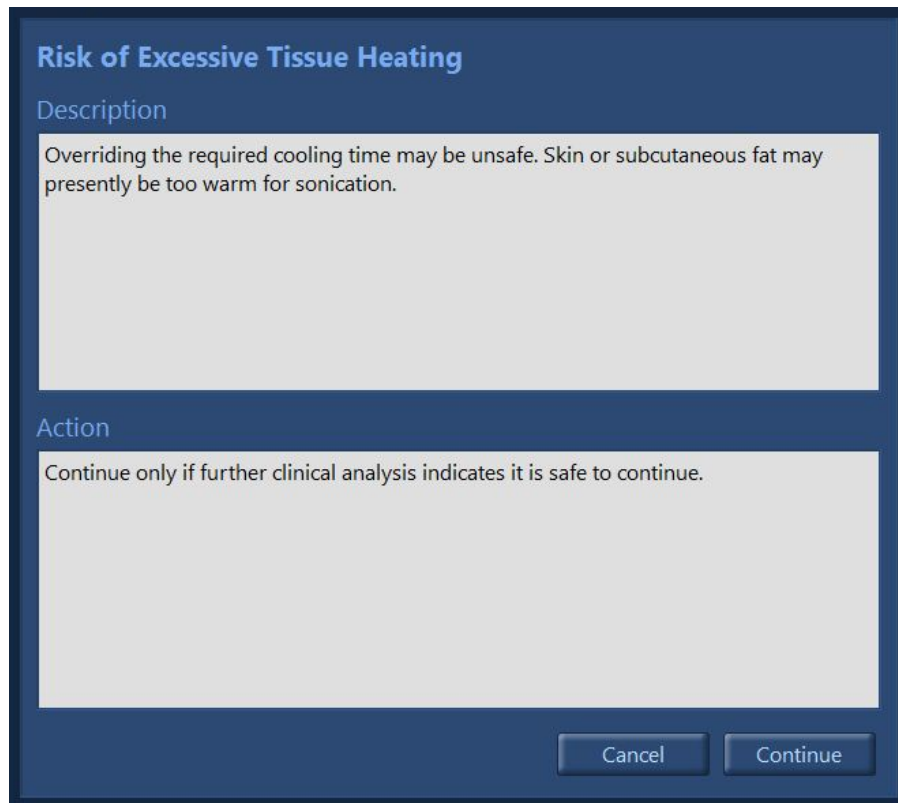 Risk of Excessive Tissue Heating
Description
Overriding the required cooling time may be unsafe. Skin or subcutaneous fat may
presently be too warm for sonication.
Action
Continue only if further clinical analysis indicates it is safe to continue.
Cancel
Continue